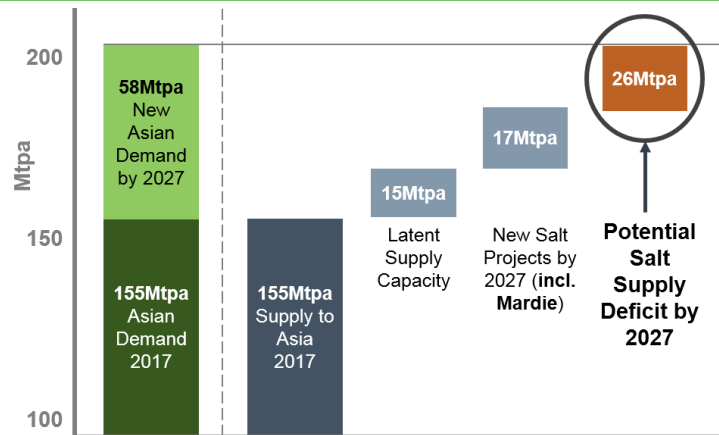 Mtpa
200
150
100
58Mtpa
New
Asian
Demand
by 2027
155Mtpa
Asian
Demand
2017
155Mtpa
Supply to
Asia
2017
15Mtpa
Latent
Supply
Capacity
17Mtpa
New Salt
Projects by
2027 (incl.
Mardie)
26Mtpa
Potential
Salt
Supply
Deficit by
2027